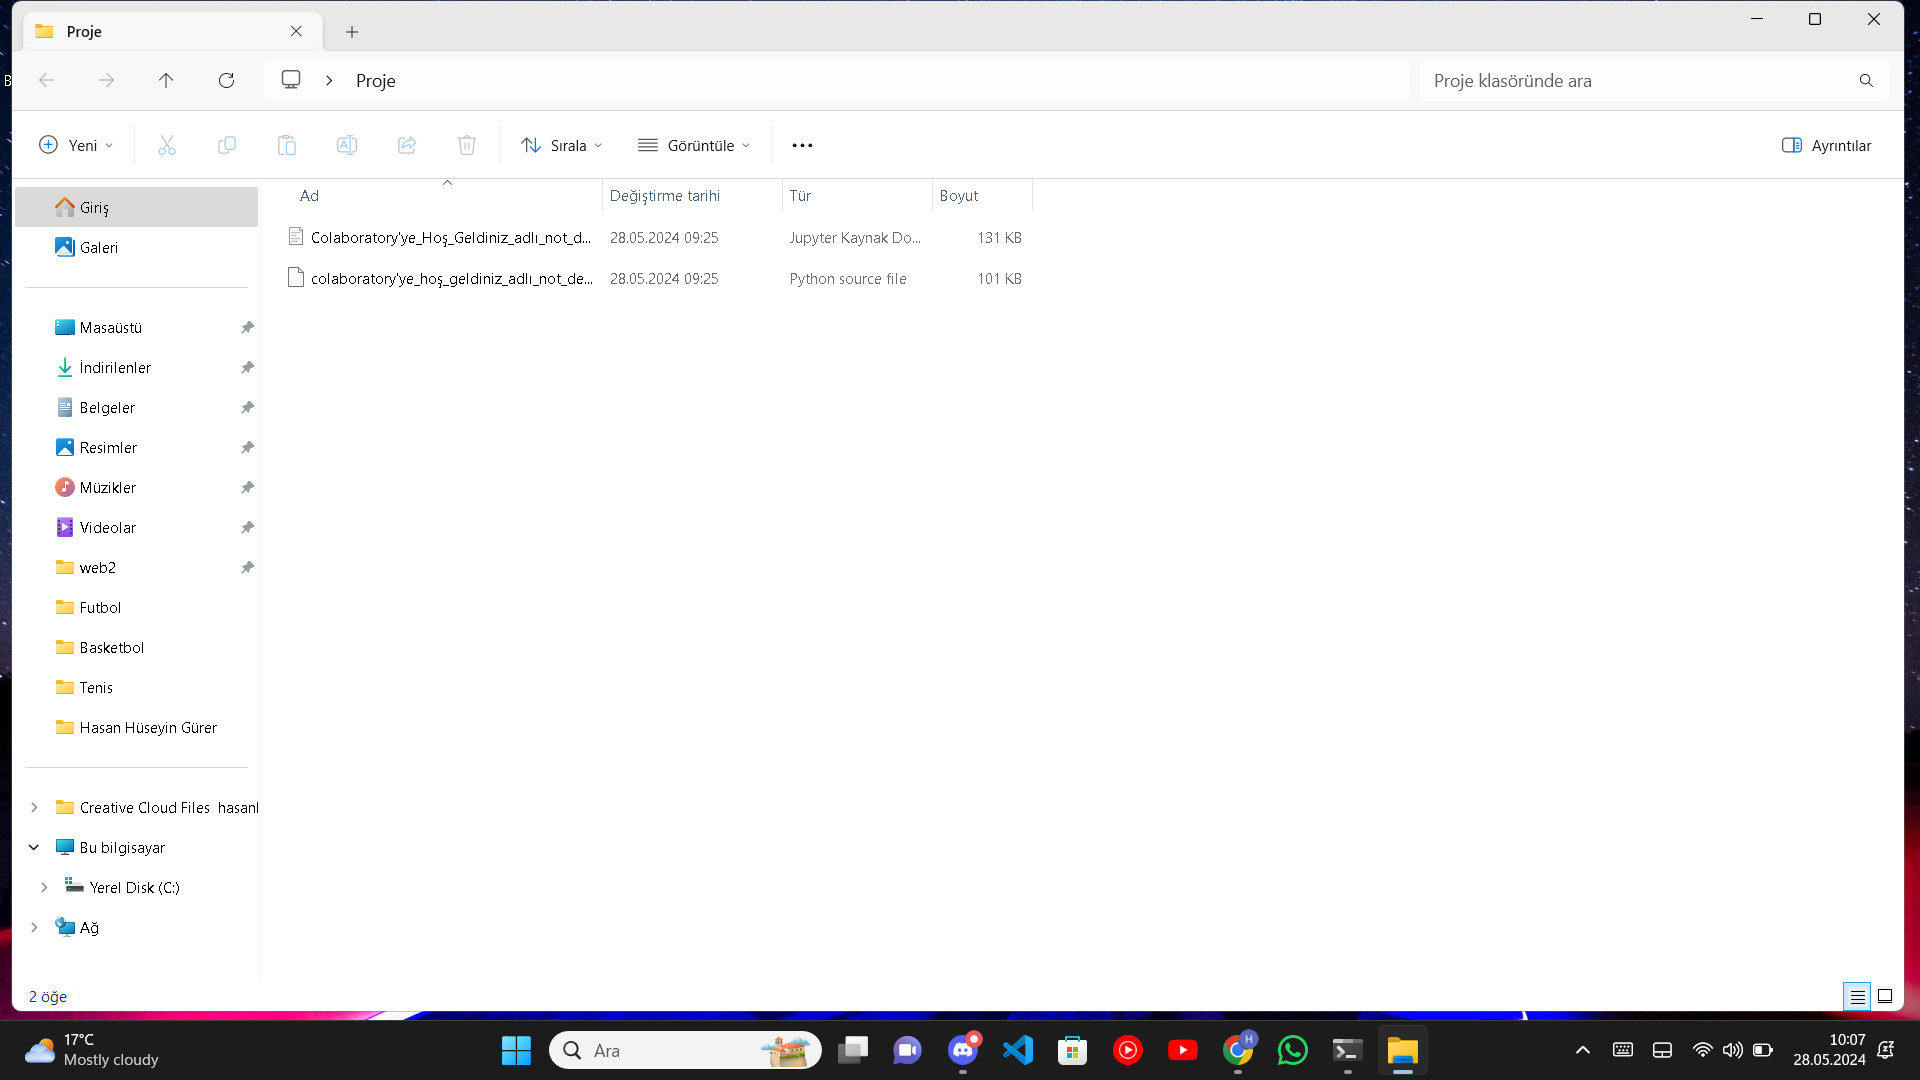 Proje
B
Proje
Proje klasöründe ara
Yeni
Sırala
Görüntüle
Ayrıntılar
Giriş
Galeri
Masaüstü
İndirilenler
Belgeler
Resimler
Müzikler
Videolar
web2
Futbol
Basketbol
Tenis
Hasan Hüseyin Gürer
Creative Cloud Files hasanl
Bu bilgisayar
Yerel Disk (C:)
Ağ
Ad Değiştirme tarihi Tür Boyut
Colaboratory'ye_Hoş_Geldiniz_adlı_not_d... 28.05.2024 09:25 Jupyter Kaynak Do... 131 KB
colaboratory'ye_hoş_geldiniz_adlı_not_de... 28.05.2024 09:25 Python source file 101 KB
2 öğe
17°C
Mostly cloudy
Ara
H
10:07
28.05.2024